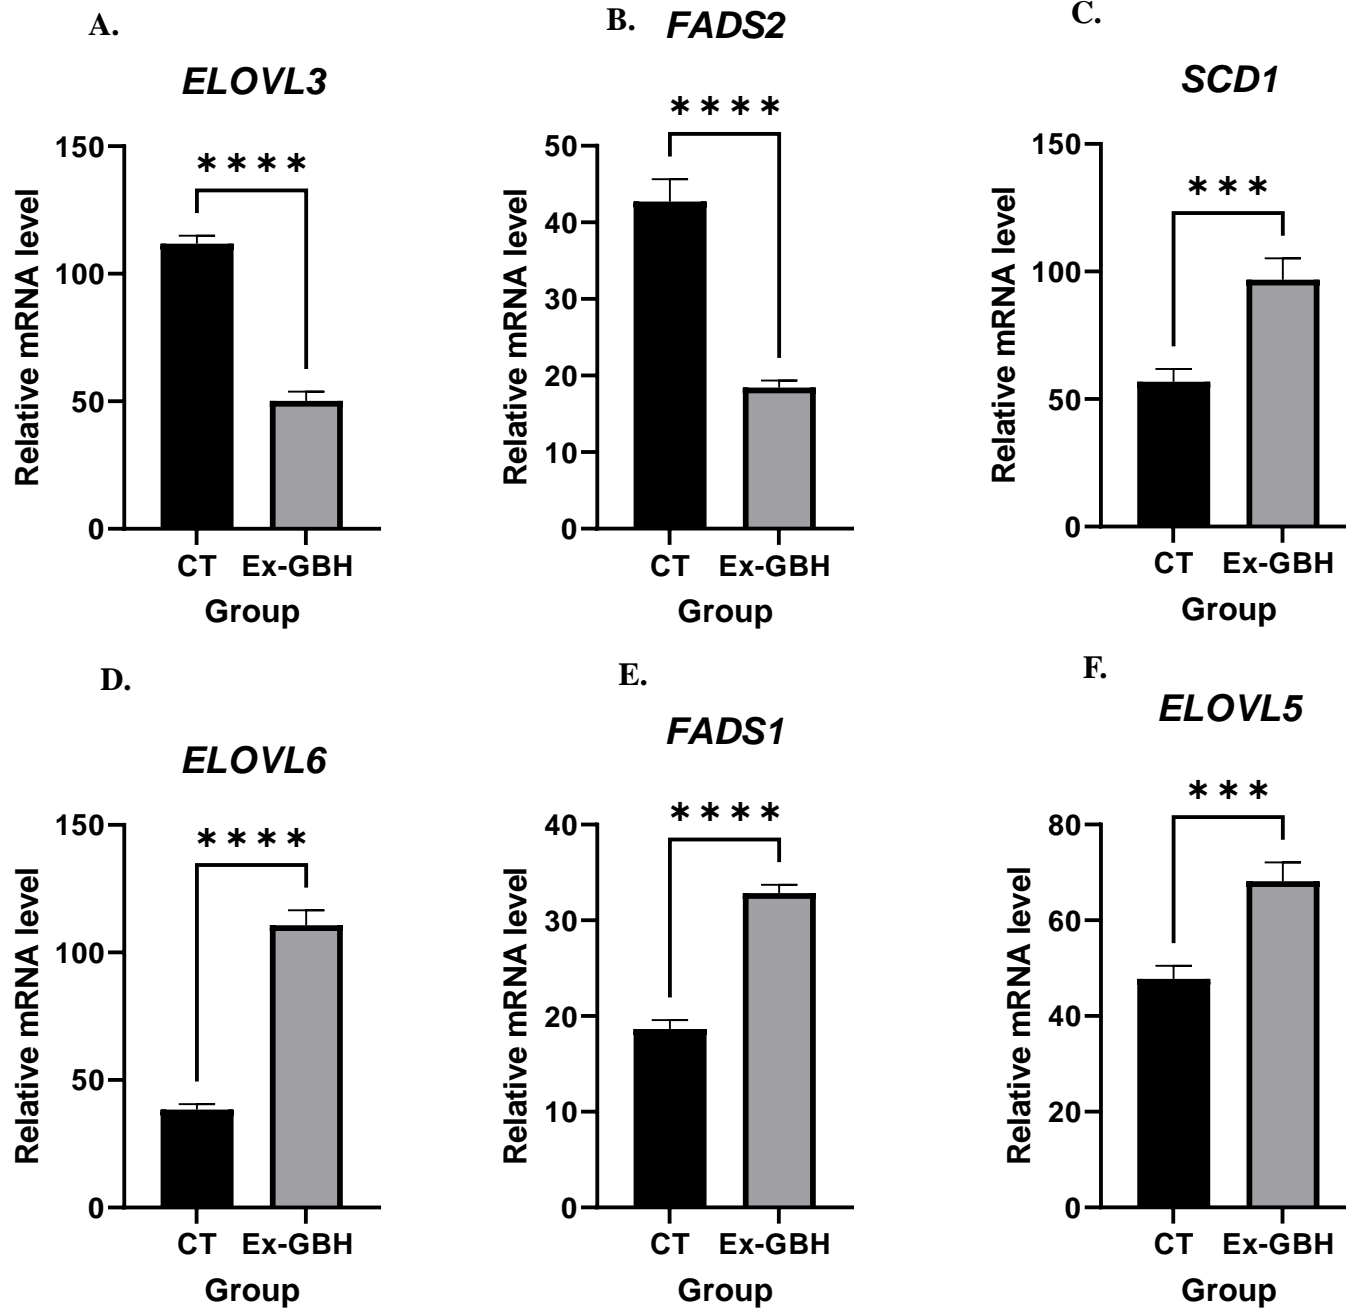 A.
ELOVL3
****
Relative mRNA level
150
100
50
0
CT Ex-GBH
Group
B.
FADS2
****
Relative mRNA level
50
40
30
20
10
0
CT Ex-GBH
Group
C.
SCD1
***
Relative mRNA level
150
100
50
0
CT Ex-GBH
Group
D.
ELOVL6
****
Relative mRNA level
150
100
50
0
CT Ex-GBH
Group
E.
FADS1
****
Relative mRNA level
40
30
20
10
0
CT Ex-GBH
Group
F.
ELOVL5
***
Relative mRNA level
80
60
40
20
0
CT Ex-GBH
Group